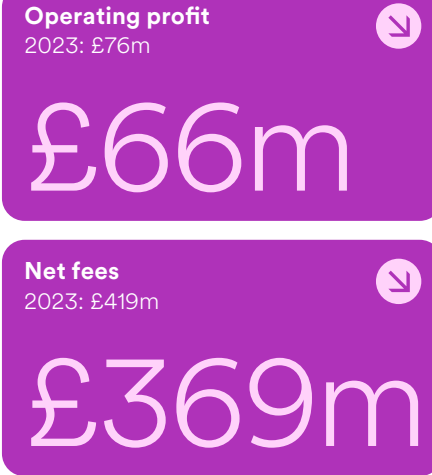 Operating profit
2023: £76m
£66m
Net fees
2023: £419m
£369m